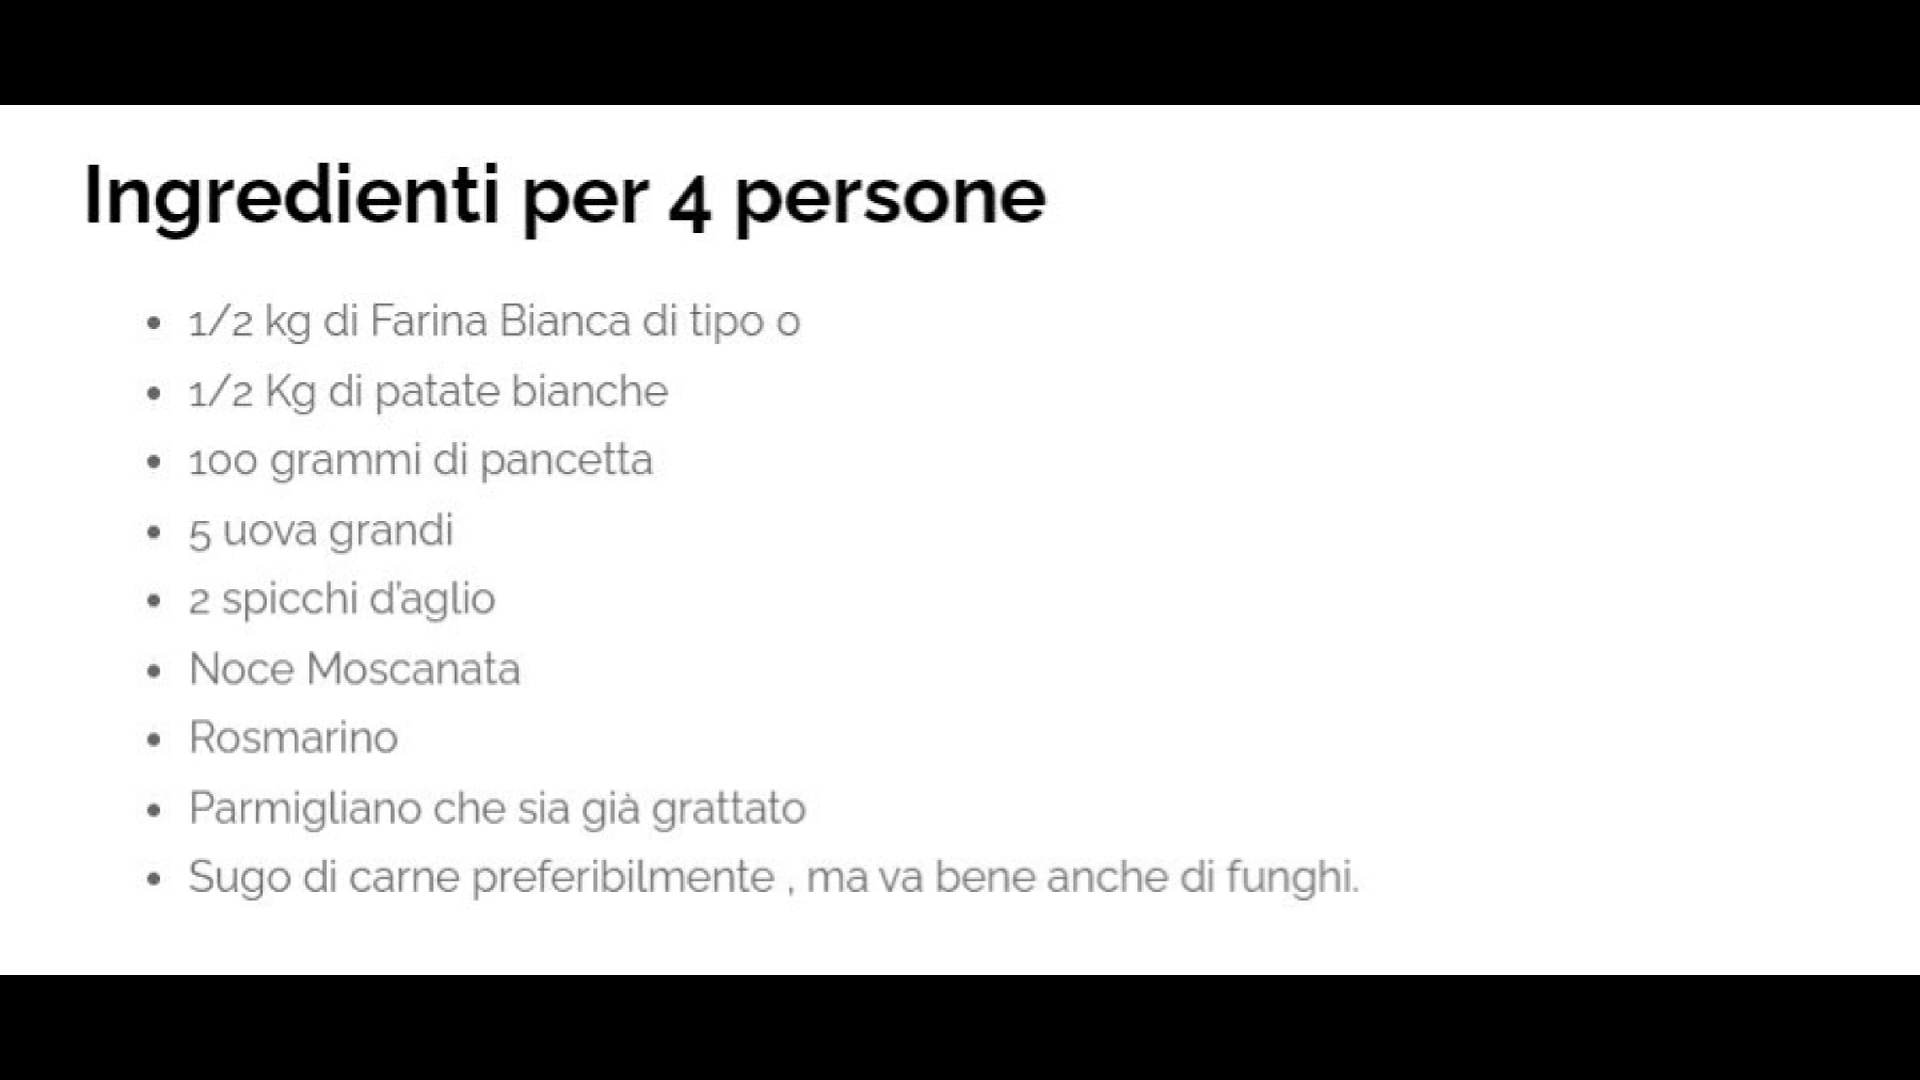 Ingredienti per 4 persone
• 1/2 kg di Farina Bianca di tipo 0
• 1/2 Kg di patate bianche
• 100 grammi di pancetta
• 5 uova grandi
• 2 spicchi d’aglio
• Noce Moscanata
• Rosmarino
• Parmigliano che sia già grattato
• Sugo di carne preferibilmente , ma va bene anche di funghi.